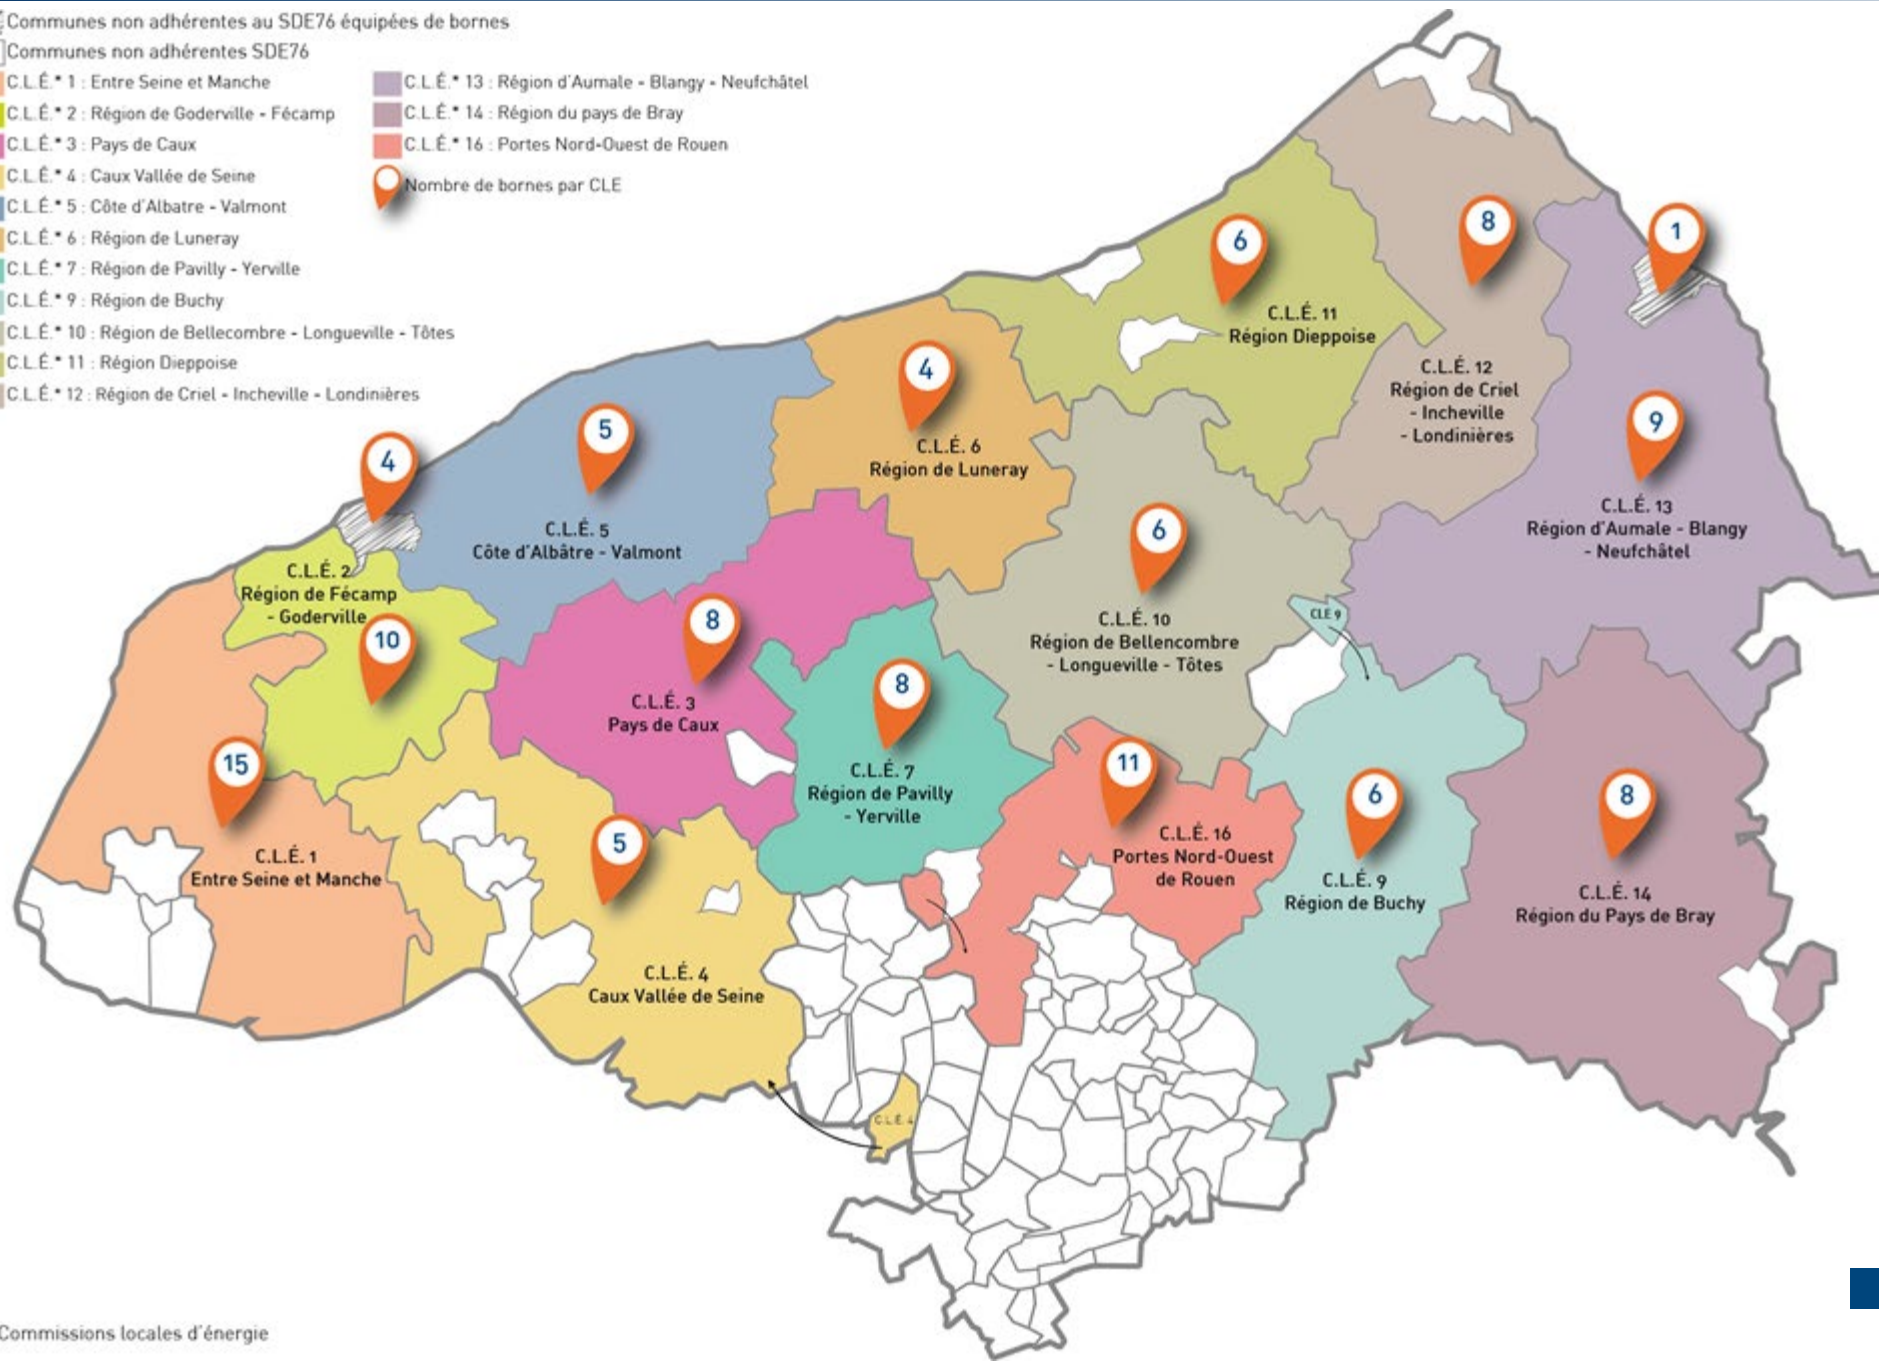 Communes non adhérentes au SDE76 équipées de bornes
Communes non adhérentes SDE76
C.L.É.* 1 : Entre Seine et Manche
C.L.É.* 2 : Région de Goderville - Fécamp
C.L.É.* 3 : Pays de Caux
C.L.É.* 4 : Caux Vallée de Seine
C.L.É.* 5 : Côte d'Albatre - Valmont
C.L.É.* 6 : Région de Luneray
C.L.É.* 7 : Région de Pavilly - Yerville
C.L.É.* 9 : Région de Buchy
C.L.É.* 10 : Région de Bellecombre - Longueville - Tôtes
C.L.É.* 11 : Région Dieppoise
C.L.É.* 12 : Région de Criel - Incheville - Londinières
C.L.É.* 13 : Région d'Aumale - Blangy - Neufchâtel
C.L.É.* 14 : Région du pays de Bray
C.L.É.* 16 : Portes Nord-Ouest de Rouen
Nombre de bornes par CLE
8
1
6
C.L.É. 11
Région Dieppoise
C.L.É. 12
Région de Criel
- Incheville
- Londinières
4
C.L.É. 6
Région de Luneray
9
C.L.É. 13
Région d'Aumale - Blangy
- Neufchâtel
5
C.L.É. 5
Côte d'Albâtre - Valmont
4
C.L.É. 2
Région de Fécamp
- Goderville
10
6
C.L.É. 10
Région de Bellencombre
- Longueville - Tôtes
CLE 9
8
C.L.É. 3
Pays de Caux
8
C.L.É. 7
Région de Pavilly
- Yerville
15
C.L.É. 1
Entre Seine et Manche
11
C.L.É. 16
Portes Nord-Ouest
de Rouen
6
C.L.É. 9
Région de Buchy
8
C.L.É. 14
Région du Pays de Bray
5
C.L.É. 4
Caux Vallée de Seine
C.L.É. 4
Commissions locales d'énergie